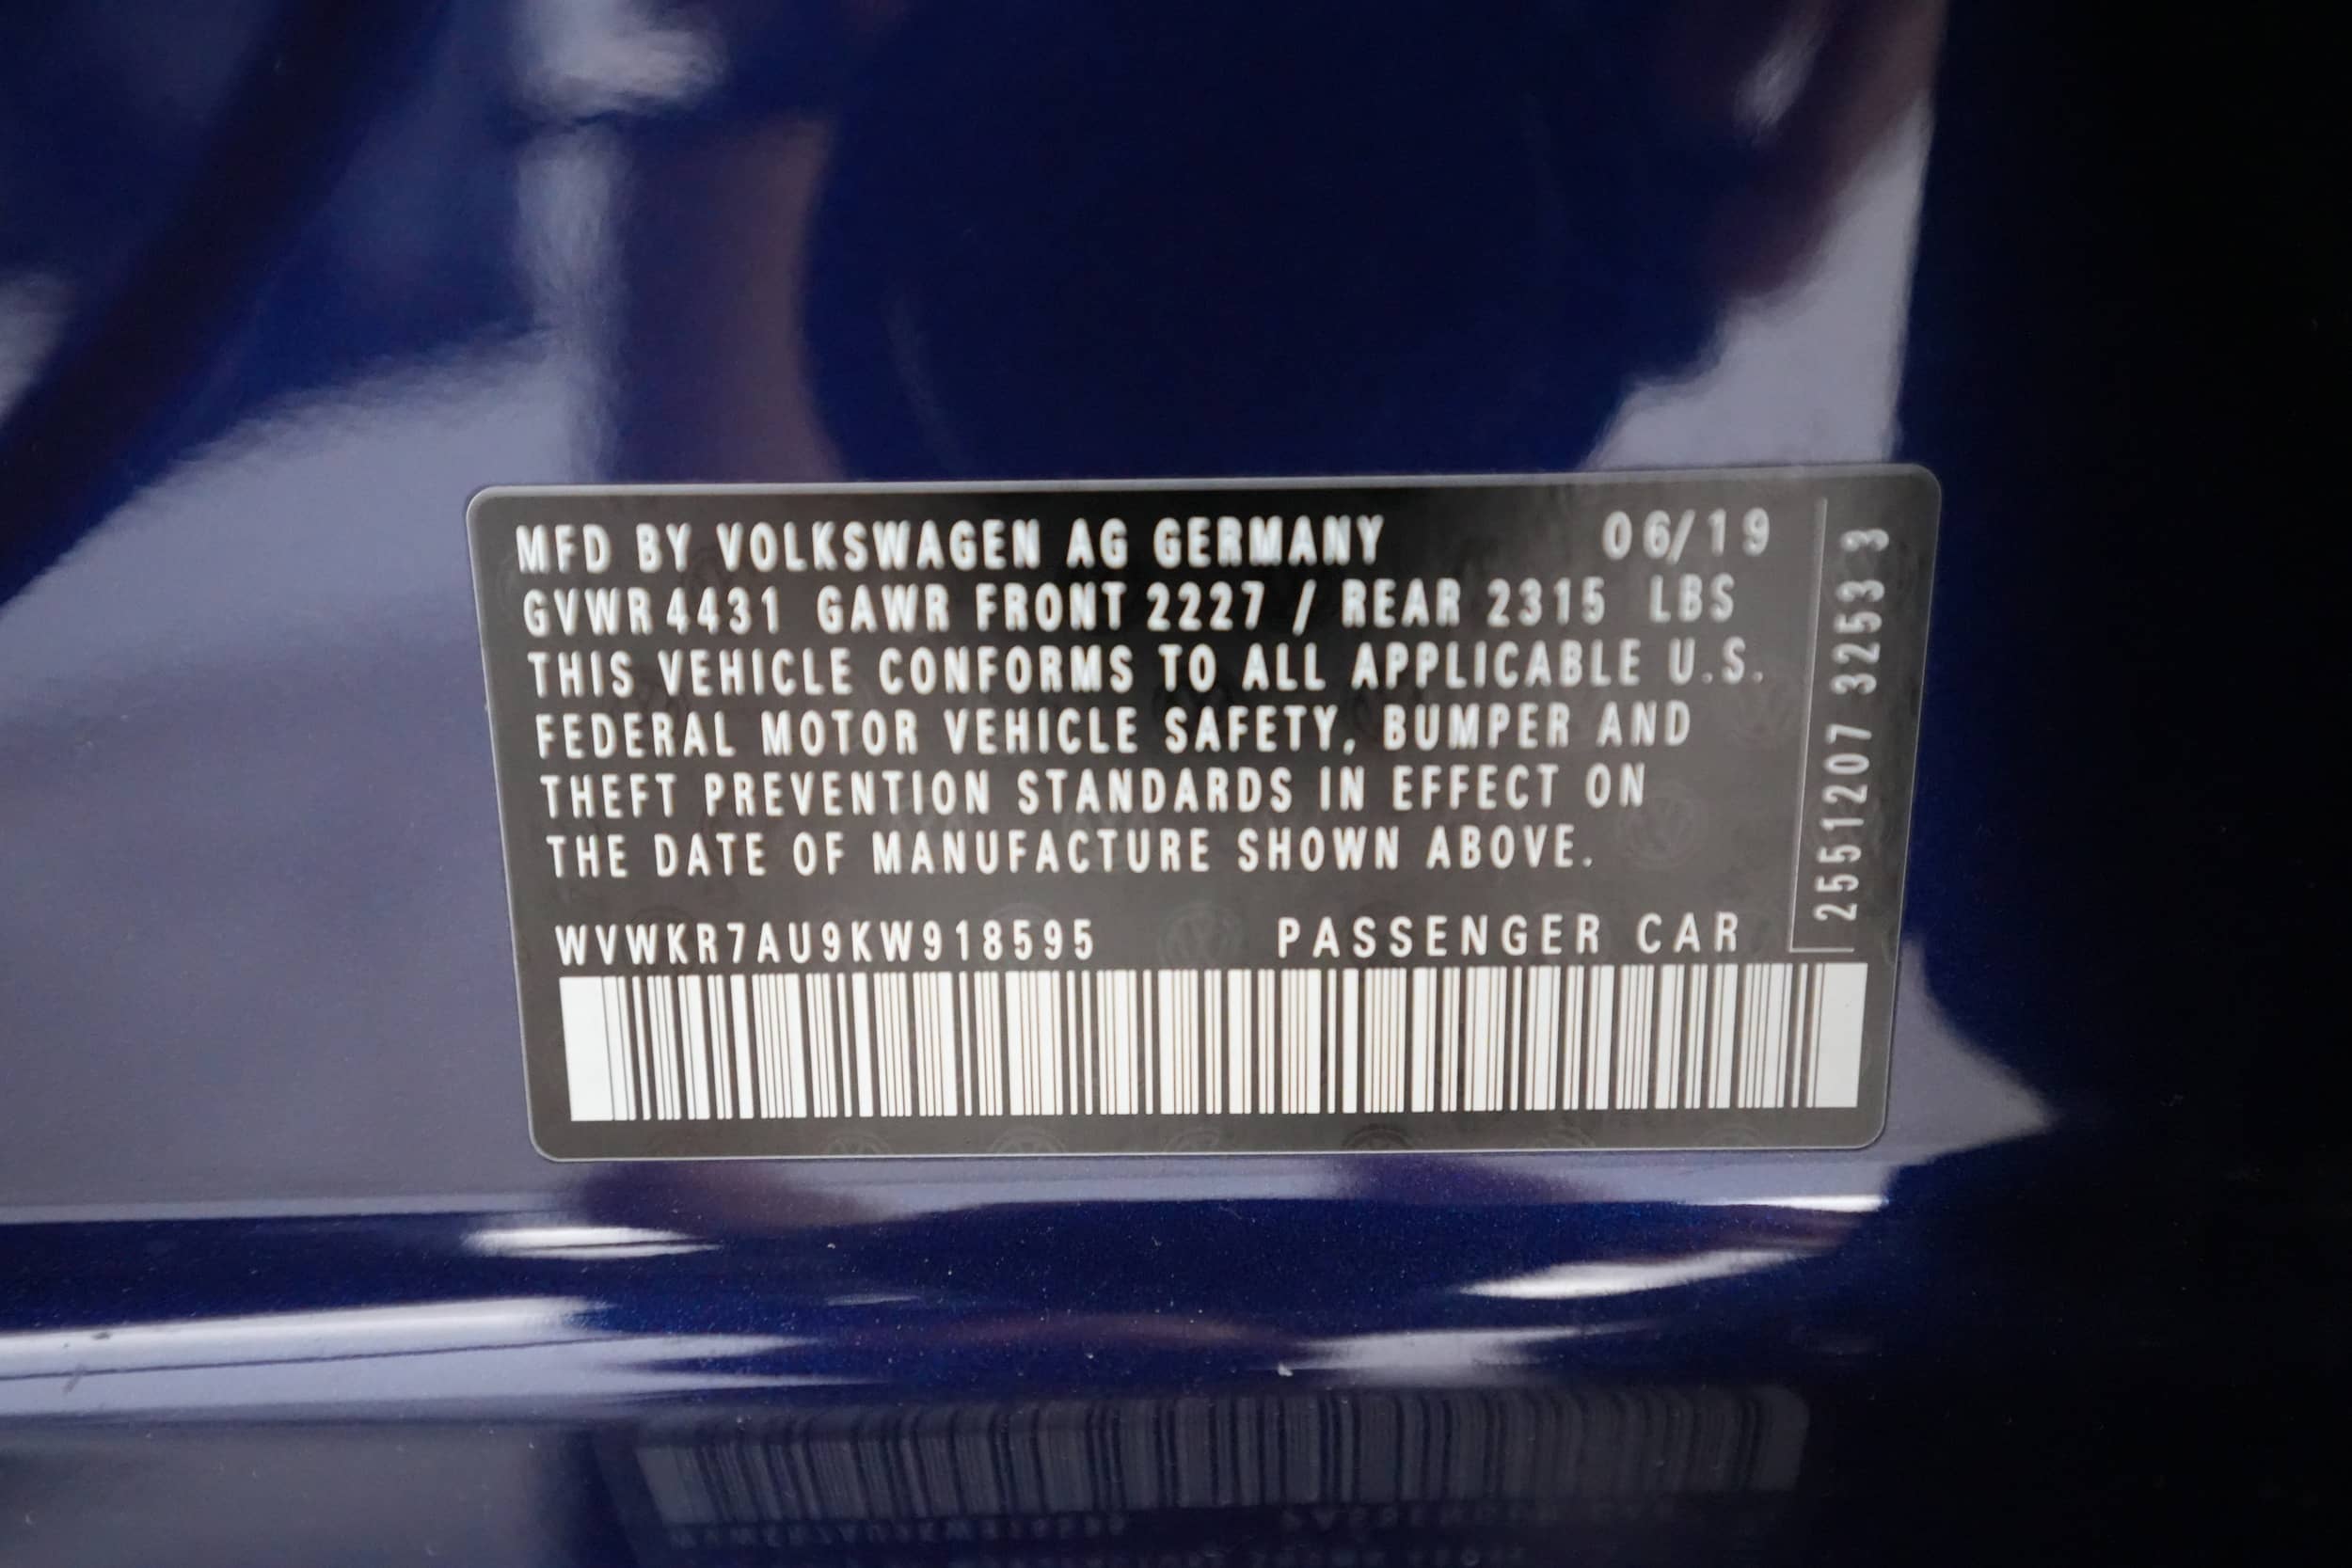 MFD BY VOLKSWAGEN AG GERMANY 06/19
GVWR 4431 GAWR FRONT 2227 / REAR 2315 LBS
THIS VEHICLE CONFORMS TO ALL APPLICABLE U.S.
FEDERAL MOTOR VEHICLE SAFETY, BUMPER AND
THEFT PREVENTION STANDARDS IN EFFECT ON
THE DATE OF MANUFACTURE SHOWN ABOVE.
WVWKR7AU9KW918595 PASSENGER CAR
2551207 3253 3